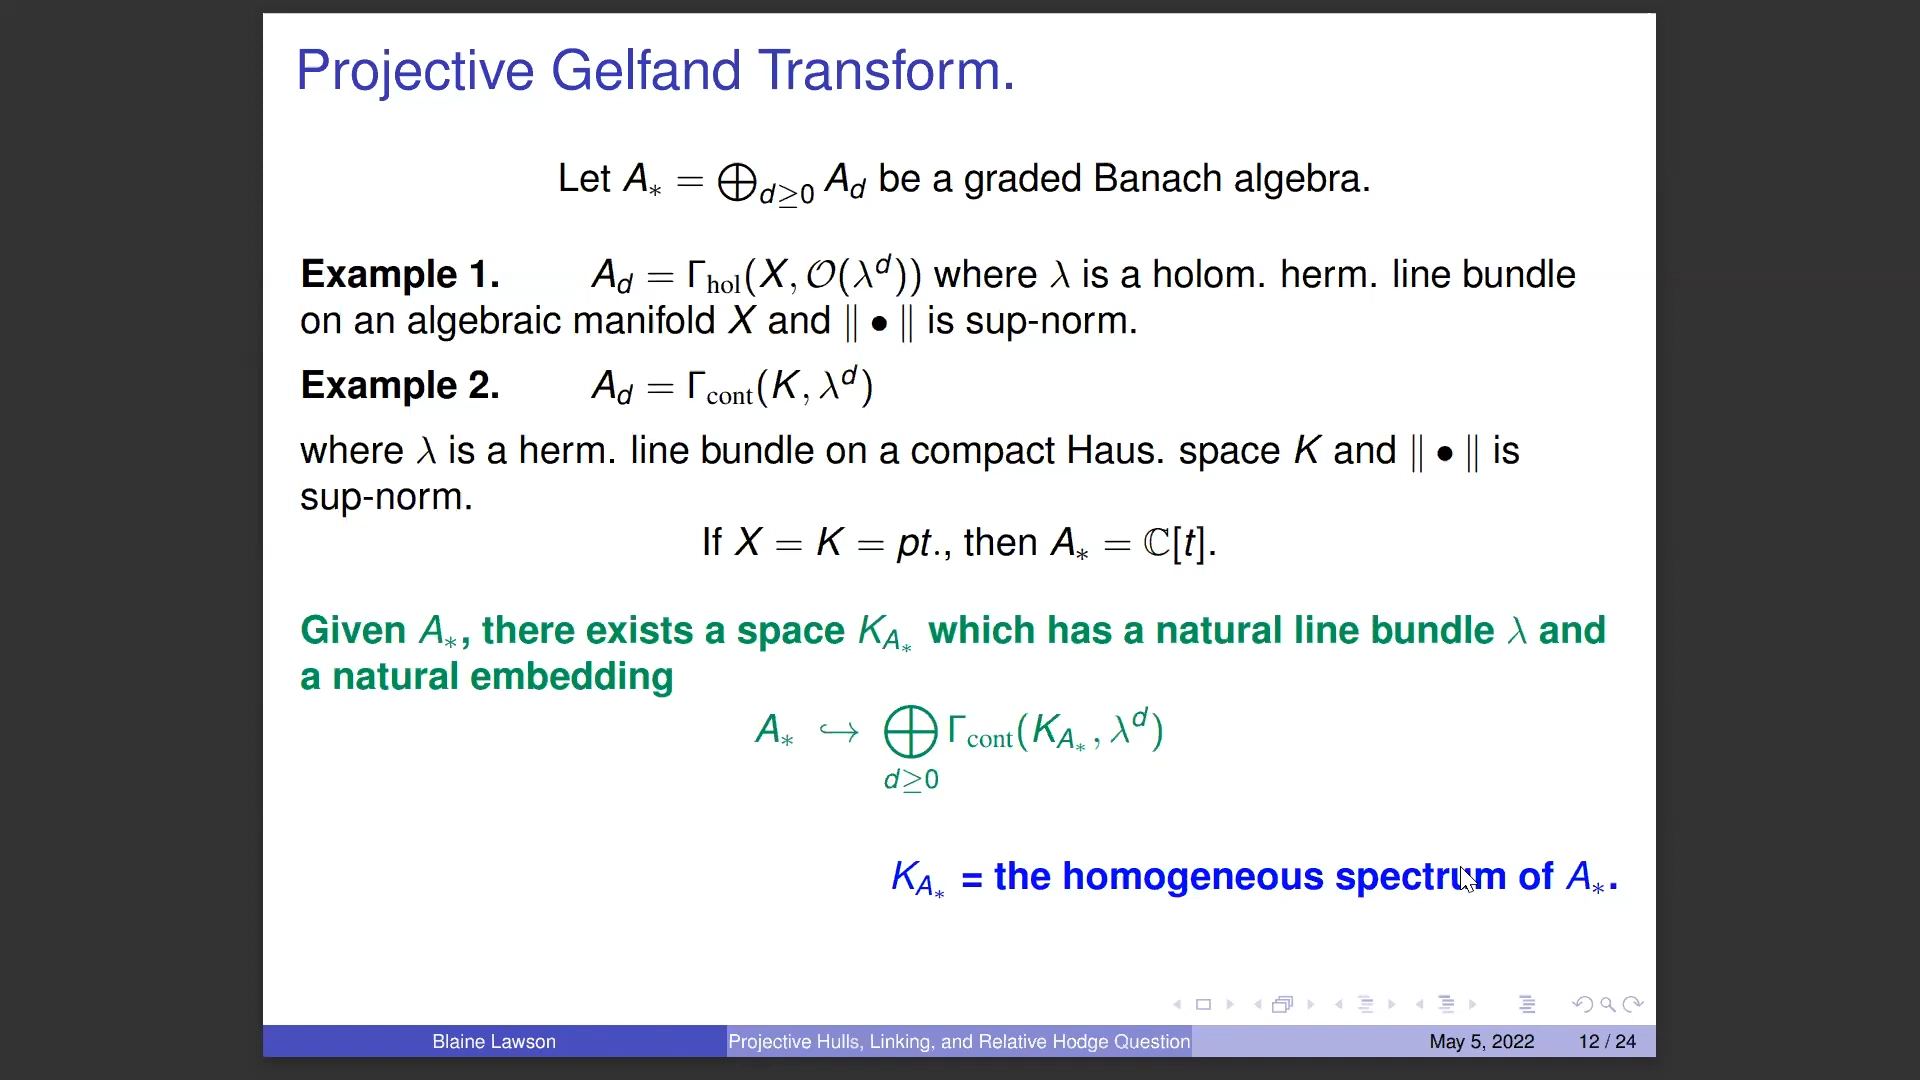 Projective Gelfand Transform.
Let A_* = ⊕_{d≥0} A_d be a graded Banach algebra.
Example 1. A_d = Γ_hol(X, 𝒪(λ^d)) where λ is a holom. herm. line bundle
on an algebraic manifold X and ‖ • ‖ is sup-norm.
Example 2. A_d = Γ_cont(K, λ^d)
where λ is a herm. line bundle on a compact Haus. space K and ‖ • ‖ is
sup-norm.
If X = K = pt., then A_* = ℂ[t].
Given A_*, there exists a space K_{A_*} which has a natural line bundle λ and
a natural embedding
A_* ↪ ⊕_{d≥0} Γ_cont(K_{A_*}, λ^d)
K_{A_*} = the homogeneous spectrum of A_*.
Blaine Lawson Projective Hulls, Linking, and Relative Hodge Question May 5, 2022 12 / 24